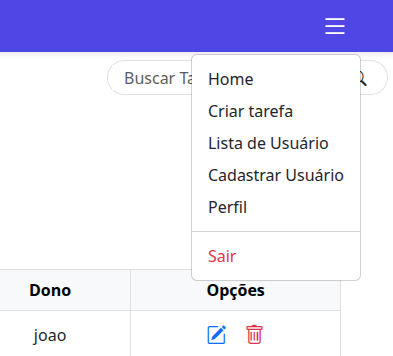 Buscar Ta
Home
Criar tarefa
Lista de Usuário
Cadastrar Usuário
Perfil
Sair
Dono Opções
joao